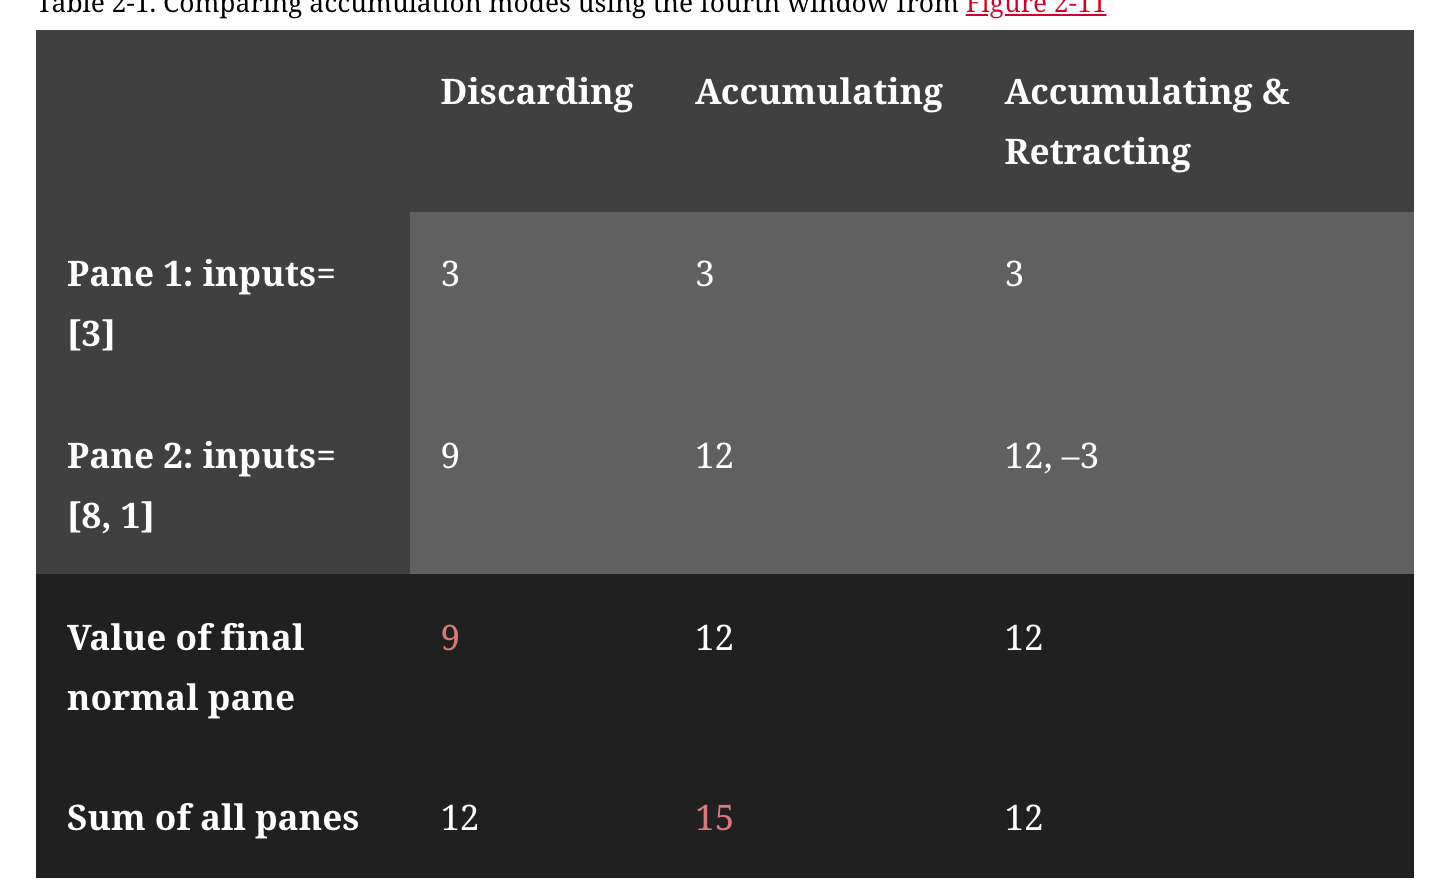 Table 2-1. Comparing accumulation modes using the fourth window from Figure 2-11
Discarding Accumulating Accumulating &
Retracting
Pane 1: inputs= 3 3 3
[3]
Pane 2: inputs= 9 12 12, –3
[8, 1]
Value of final 9 12 12
normal pane
Sum of all panes 12 15 12